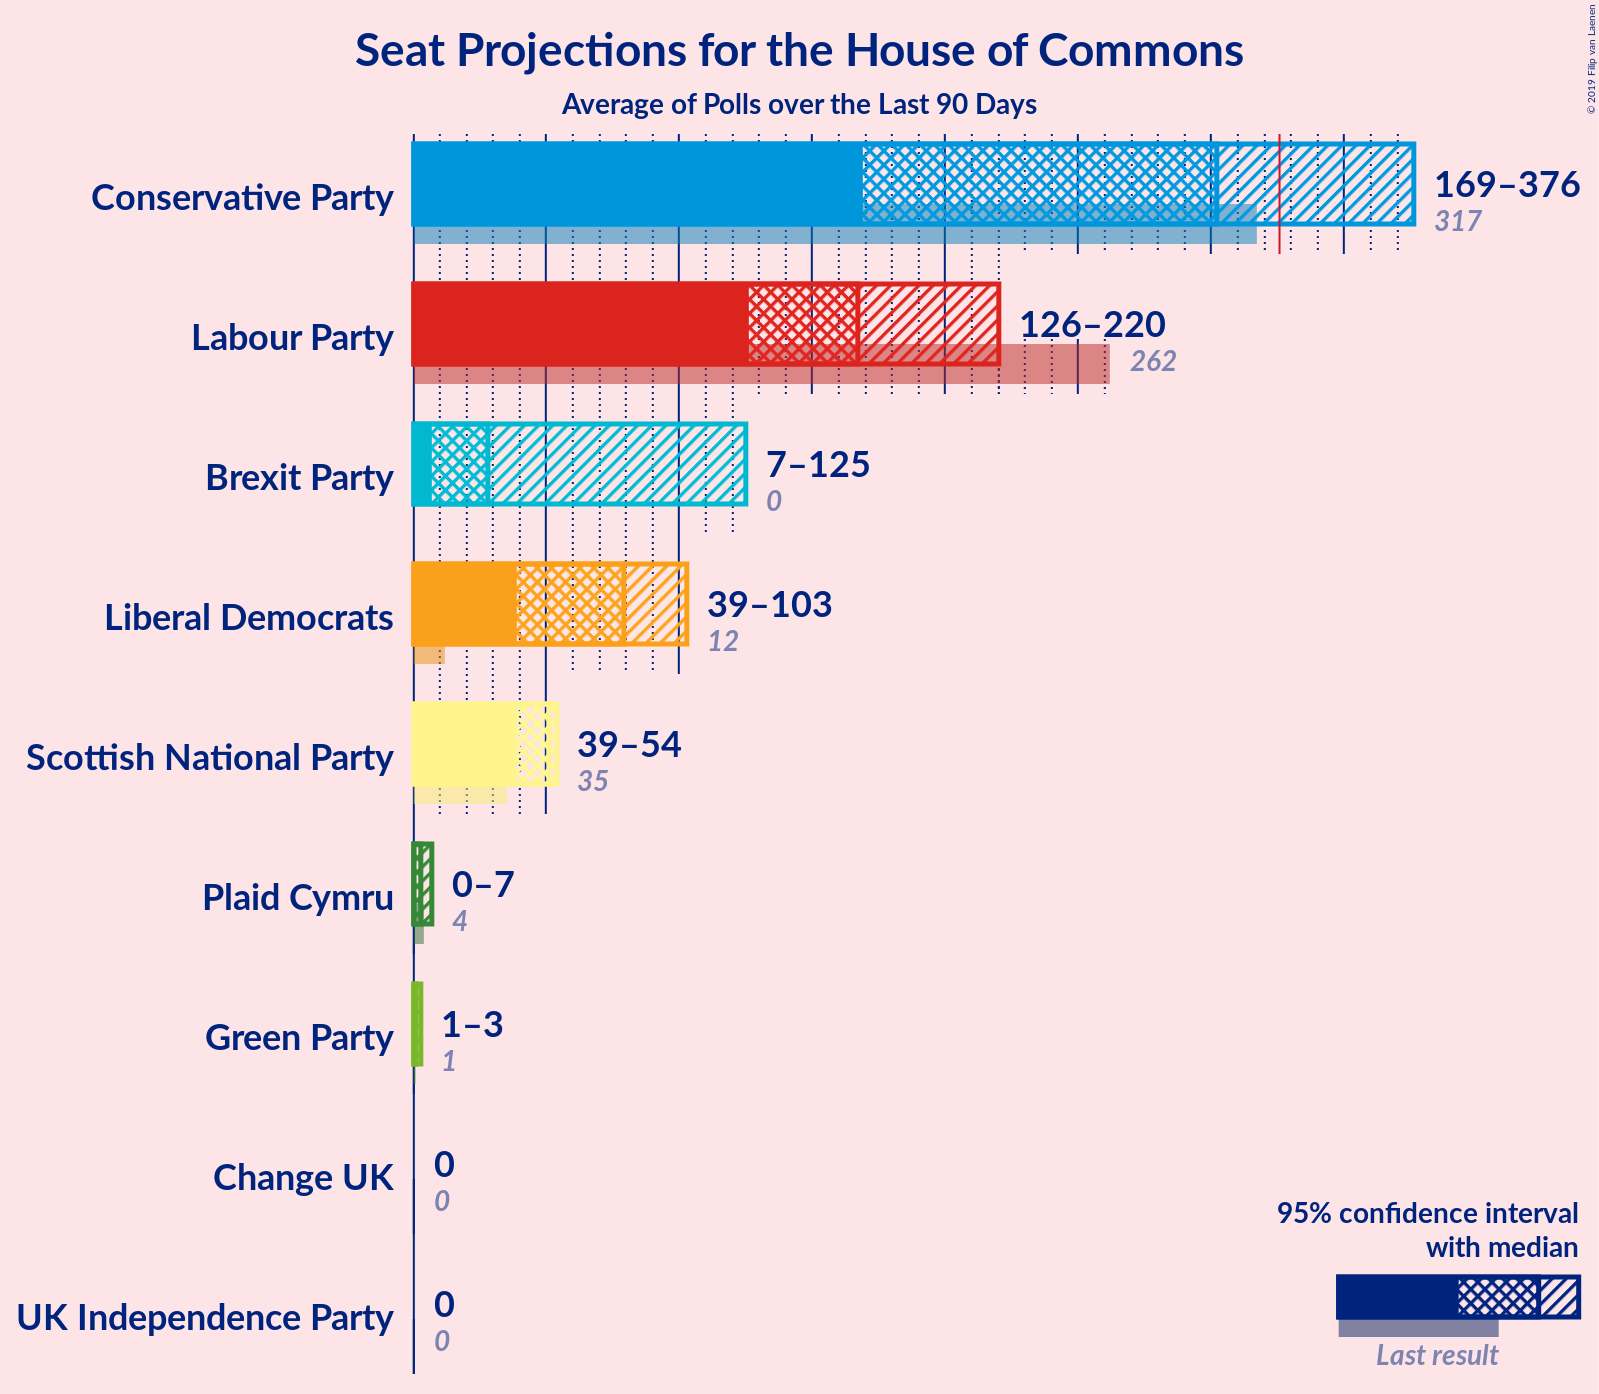 Seat Projections for the House of Commons
Average of Polls over the Last 90 Days
© 2019 Filip van Laenen
Conservative Party
169–376
317
Labour Party
126–220
262
Brexit Party
7–125
0
Liberal Democrats
39–103
12
Scottish National Party
39–54
35
Plaid Cymru
0–7
4
Green Party
1–3
1
Change UK
0
0
UK Independence Party
0
0
95% confidence interval
with median
Last result